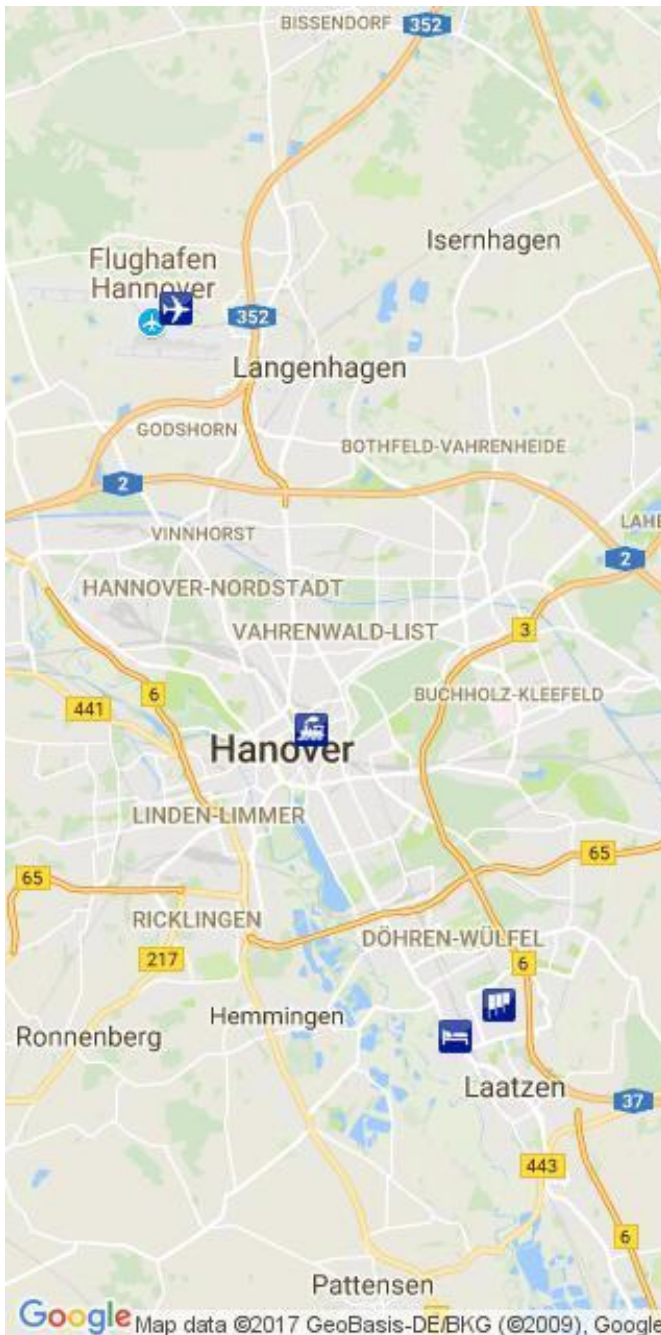 BISSENDORF
352
Isernhagen
Flughafen
Hannover
352
Langenhagen
GODSHORN
BOTHFELD-VAHRENHEIDE
2
VINNHORST
LAHE
2
HANNOVER-NORDSTADT
VAHRENWALD-LIST
3
6
BUCHHOLZ-KLEEFELD
441
Hanover
LINDEN-LIMMER
65
65
RICKLINGEN
DÖHREN-WÜLFEL
217
6
Hemmingen
Ronnenberg
Laatzen
37
443
6
Pattensen
Google Map data ©2017 GeoBasis-DE/BKG (©2009), Google